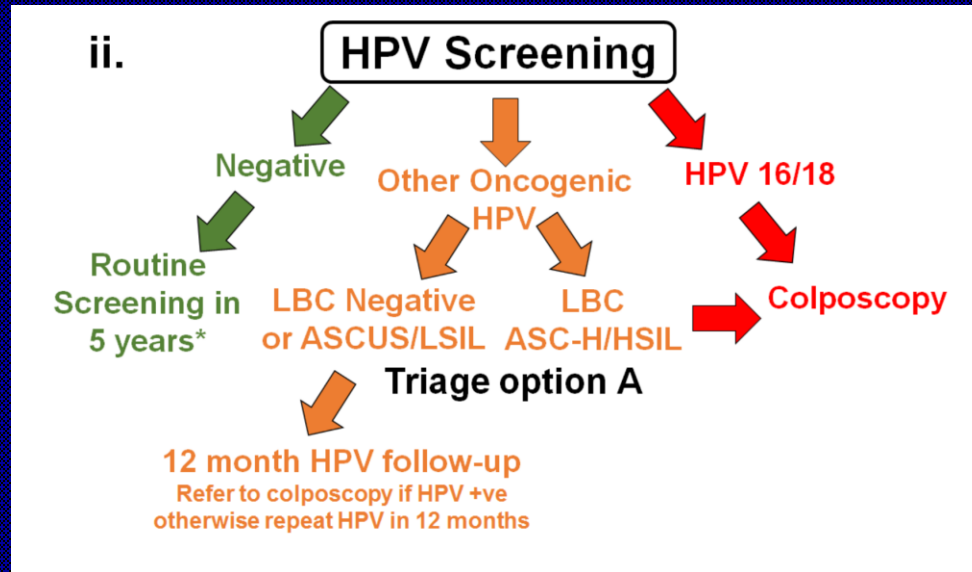 ii.
HPV Screening
Negative
Other Oncogenic
HPV
HPV 16/18
Routine
Screening in
5 years*
LBC Negative
or ASCUS/LSIL
LBC
ASC-H/HSIL
Colposcopy
Triage option A
12 month HPV follow-up
Refer to colposcopy if HPV +ve
otherwise repeat HPV in 12 months